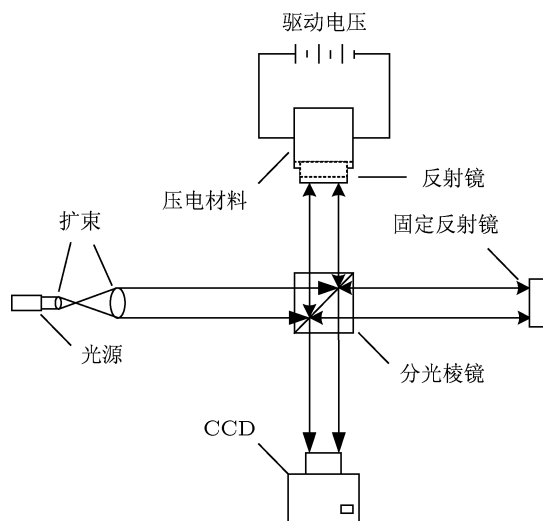 驱动电压
压电材料
反射镜
扩束
固定反射镜
光源
分光棱镜
CCD